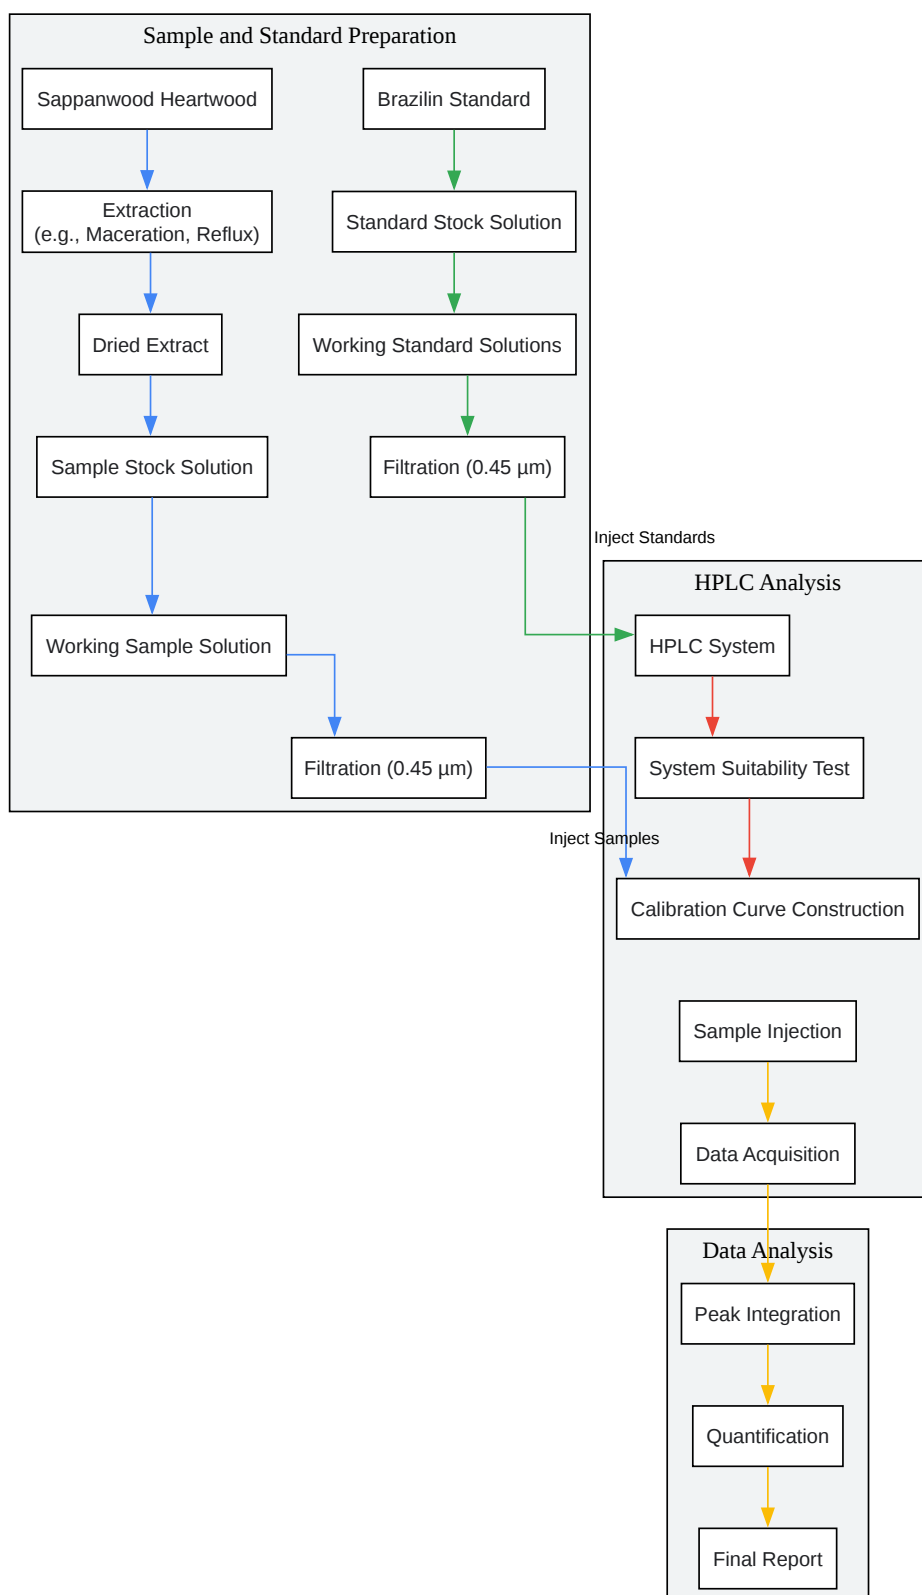 Sample and Standard Preparation
Sappanwood Heartwood
Brazilin Standard
Extraction
(e.g., Maceration, Reflux)
Standard Stock Solution
Dried Extract
Working Standard Solutions
Sample Stock Solution
Filtration (0.45 µm)
Inject Standards
HPLC Analysis
Working Sample Solution
HPLC System
Filtration (0.45 µm)
System Suitability Test
Inject Samples
Calibration Curve Construction
Sample Injection
Data Acquisition
Data Analysis
Peak Integration
Quantification
Final Report